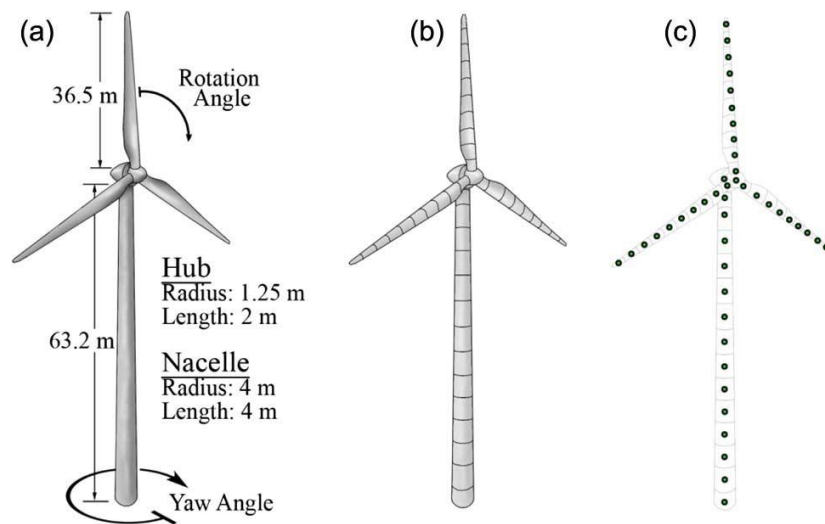 (a)
36.5 m
Rotation
Angle
63.2 m
Hub
Radius: 1.25 m
Length: 2 m
Nacelle
Radius: 4 m
Length: 4 m
Yaw Angle
(b)
(c)